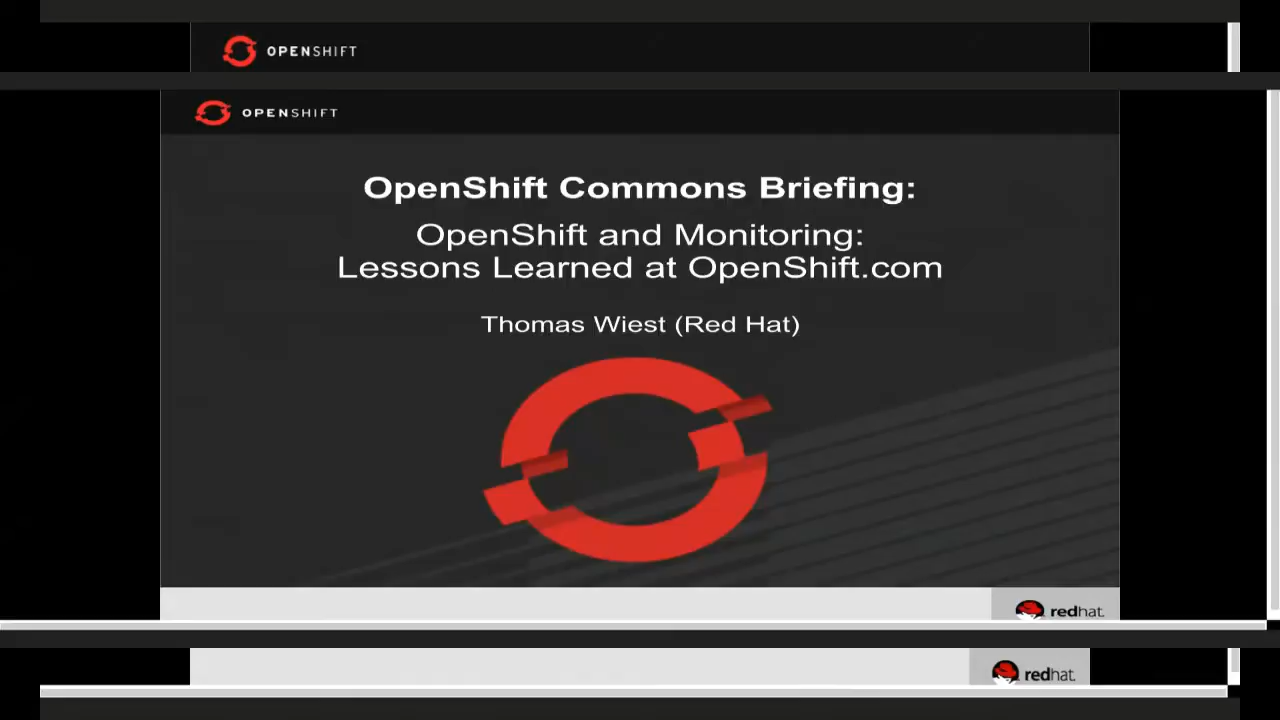 OPENSHIFT
OPENSHIFT
OpenShift Commons Briefing:
OpenShift and Monitoring:
Lessons Learned at OpenShift.com
Thomas Wiest (Red Hat)
redhat.
redhat.